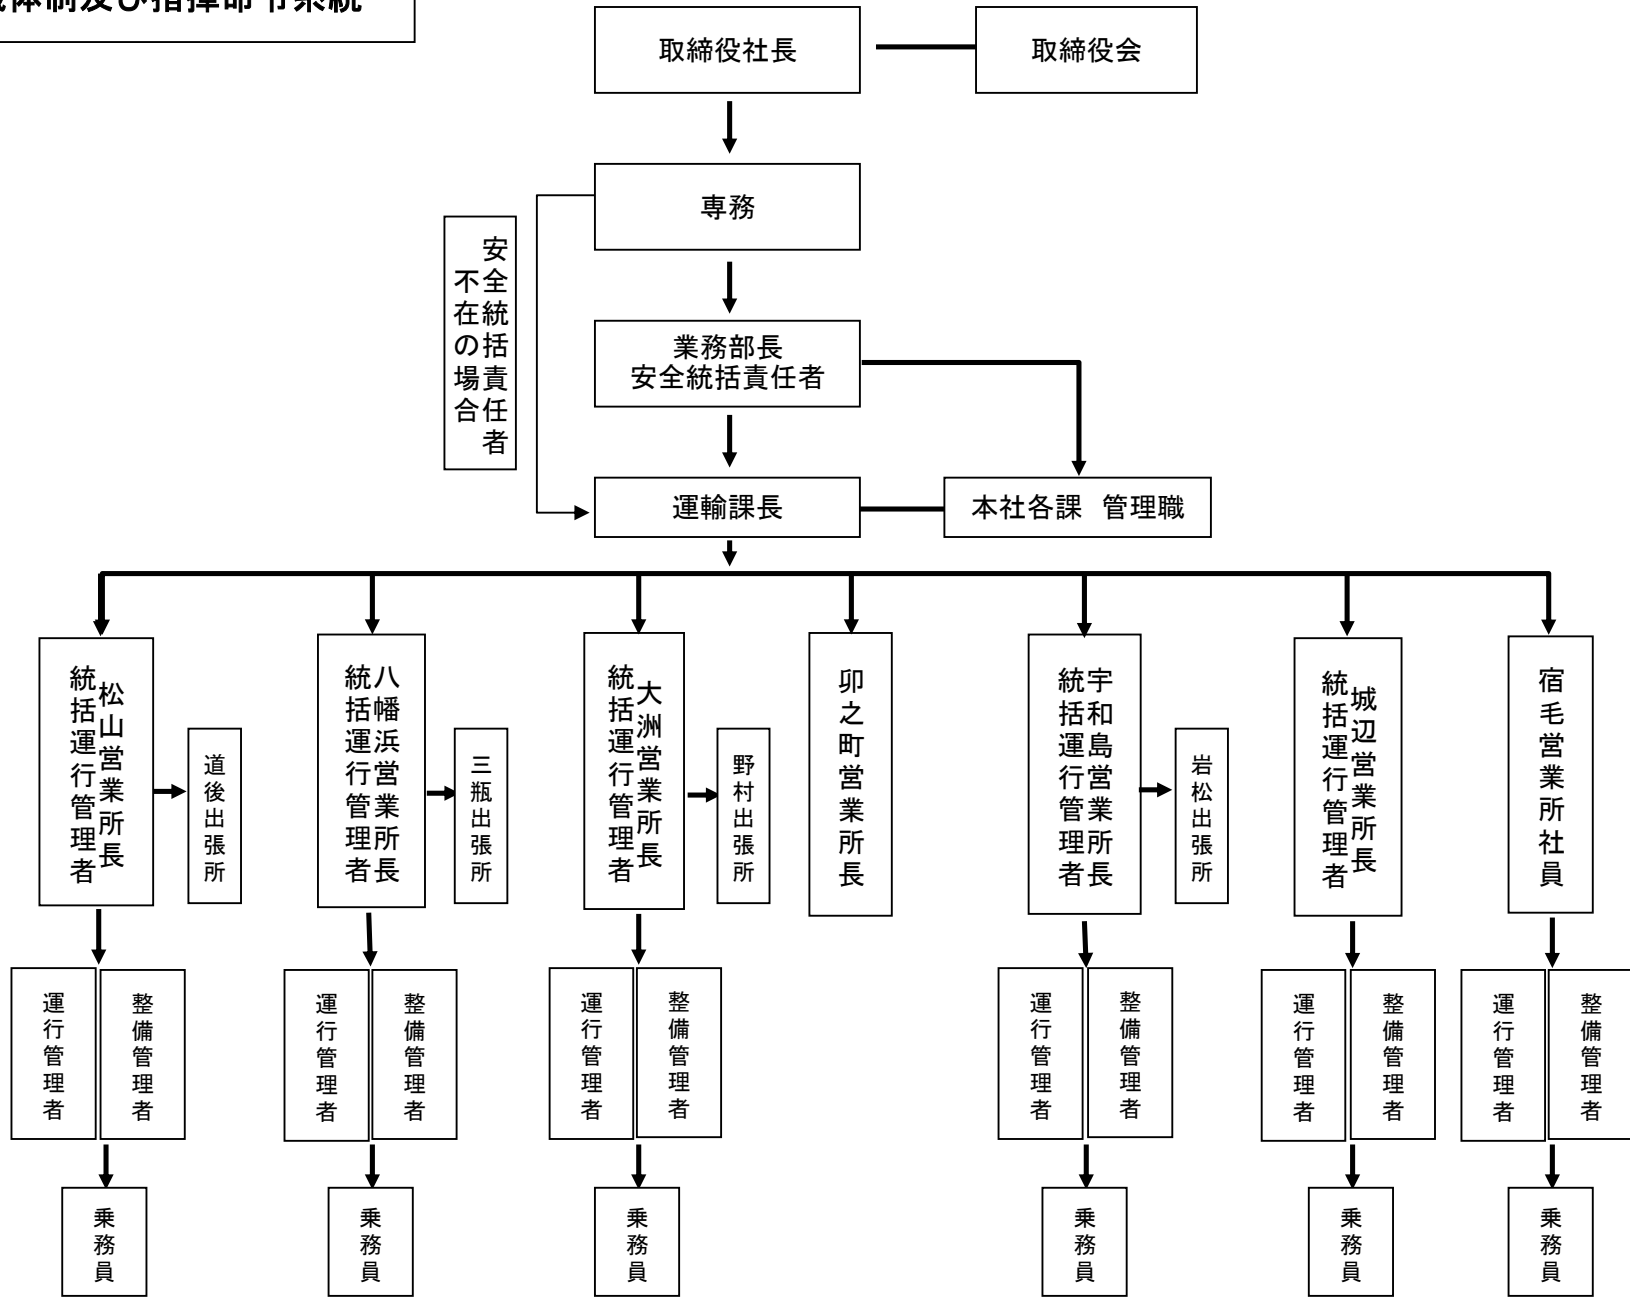 体制及び指揮命令系統
取締役社長
取締役会
専務
安全統括責任者
不在の場合
業務部長
安全統括責任者
運輸課長
本社各課　管理職
松山営業所長
統括運行管理者
道後出張所
八幡浜営業所長
統括運行管理者
三瓶出張所
大洲営業所長
統括運行管理者
野村出張所
卯之町営業所長
宇和島営業所長
統括運行管理者
岩松出張所
城辺営業所長
統括運行管理者
宿毛営業所社員
運行管理者
整備管理者
運行管理者
整備管理者
運行管理者
整備管理者
運行管理者
整備管理者
運行管理者
整備管理者
運行管理者
整備管理者
乗務員
乗務員
乗務員
乗務員
乗務員
乗務員